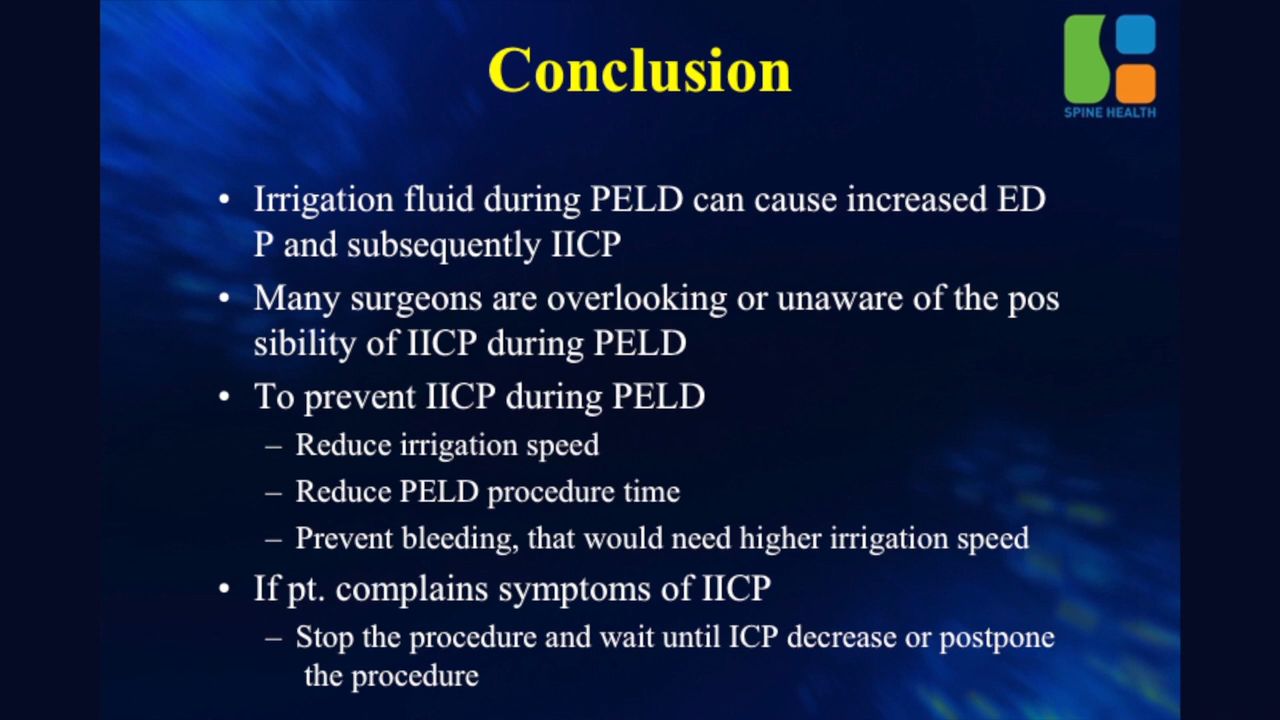 Conclusion
SPINE HEALTH
• Irrigation fluid during PELD can cause increased ED
P and subsequently IICP
• Many surgeons are overlooking or unaware of the pos
sibility of IICP during PELD
• To prevent IICP during PELD
– Reduce irrigation speed
– Reduce PELD procedure time
– Prevent bleeding, that would need higher irrigation speed
• If pt. complains symptoms of IICP
– Stop the procedure and wait until ICP decrease or postpone
the procedure